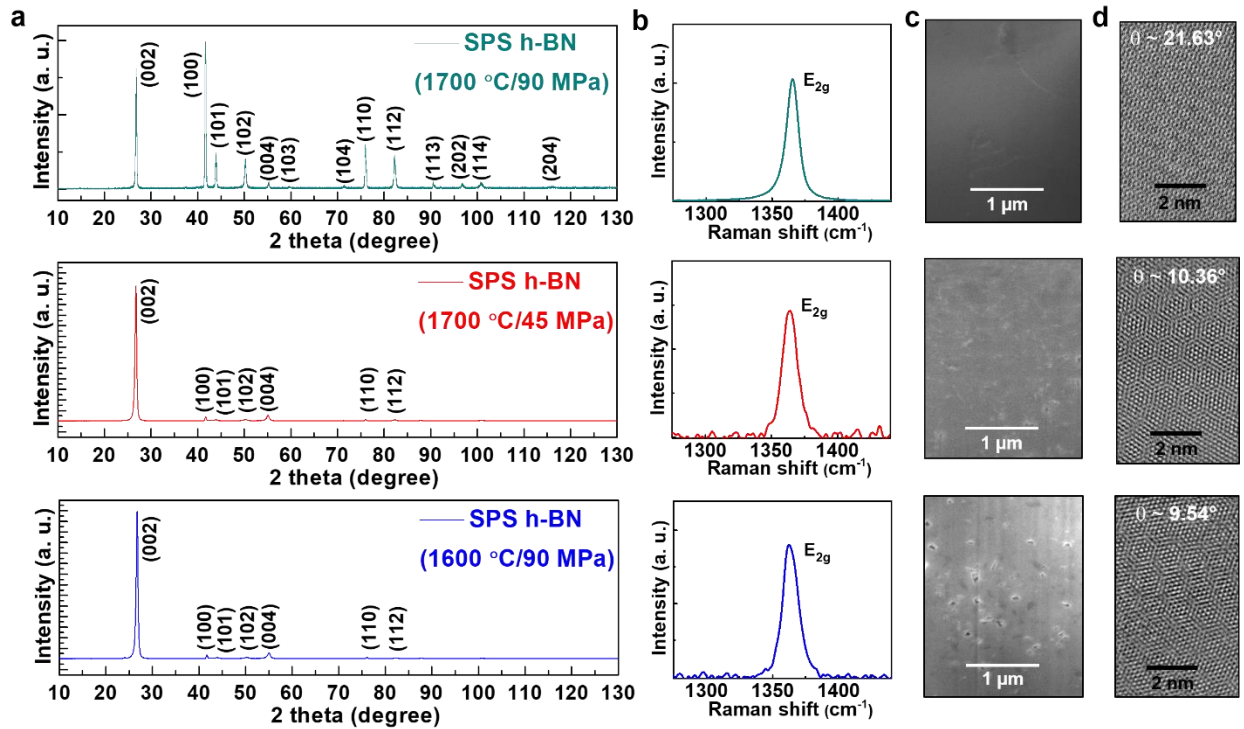 a
b
c
d
Intensity (a. u.)
SPS h-BN
(1700 °C/90 MPa)
(002)
(100)
(101)
(102)
(004)
(103)
(104)
(110)
(112)
(113)
(202)
(114)
(204)
10 20 30 40 50 60 70 80 90 100 110 120 130
2 theta (degree)
Intensity (a. u.)
E2g
1300 1350 1400
Raman shift (cm-1)
1 µm
θ ~ 21.63°
2 nm
Intensity (a. u.)
SPS h-BN
(1700 °C/45 MPa)
(002)
(100)
(101)
(102)
(004)
(110)
(112)
10 20 30 40 50 60 70 80 90 100 110 120 130
2 theta (degree)
Intensity (a. u.)
E2g
1300 1350 1400
Raman shift (cm-1)
1 µm
θ ~ 10.36°
2 nm
Intensity (a. u.)
SPS h-BN
(1600 °C/90 MPa)
(002)
(100)
(101)
(102)
(004)
(110)
(112)
10 20 30 40 50 60 70 80 90 100 110 120 130
2 theta (degree)
Intensity (a. u.)
E2g
1300 1350 1400
Raman shift (cm-1)
1 µm
θ ~ 9.54°
2 nm